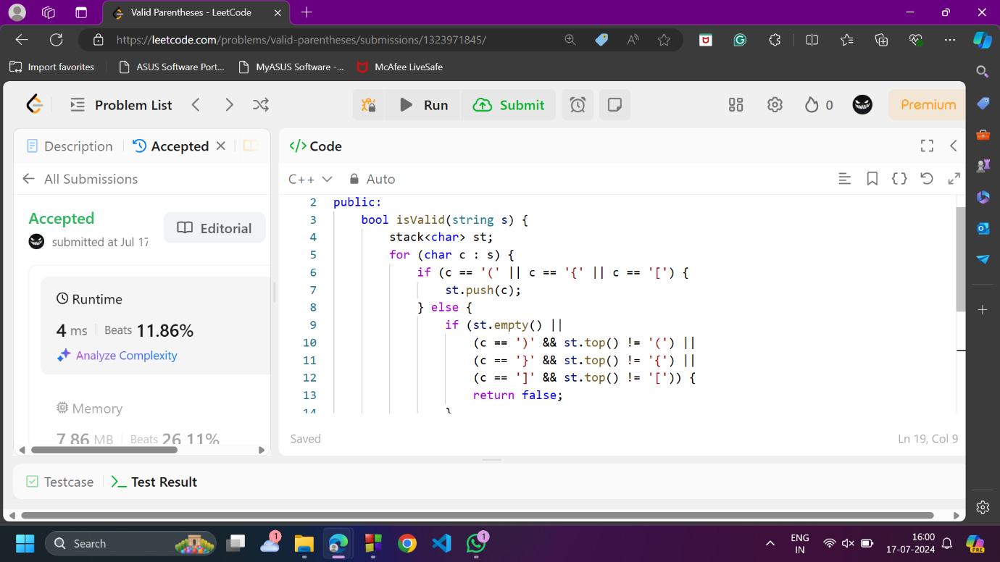 Valid Parentheses - LeetCode
https://leetcode.com/problems/valid-parentheses/submissions/1323971845/
Import favorites
ASUS Software Port...
MyASUS Software -...
McAfee LiveSafe
Problem List
Run
Submit
0
Premium
Description
Accepted
</> Code
All Submissions
C++
Auto
Accepted
submitted at Jul 17
Editorial
Runtime
4 ms
Beats 11.86%
Analyze Complexity
Memory
7.86 MB
Beats 26.11%
2 public:
3 bool isValid(string s) {
4 stack<char> st;
5 for (char c : s) {
6 if (c == '(' || c == '{' || c == '[') {
7 st.push(c);
8 } else {
9 if (st.empty() ||
10 (c == ')' && st.top() != '(') ||
11 (c == '}' && st.top() != '{') ||
12 (c == ']' && st.top() != '[')) {
13 return false;
14 }
Saved
Ln 19, Col 9
Testcase
Test Result
Search
1
1
ENG
IN
16:00
17-07-2024
PRE